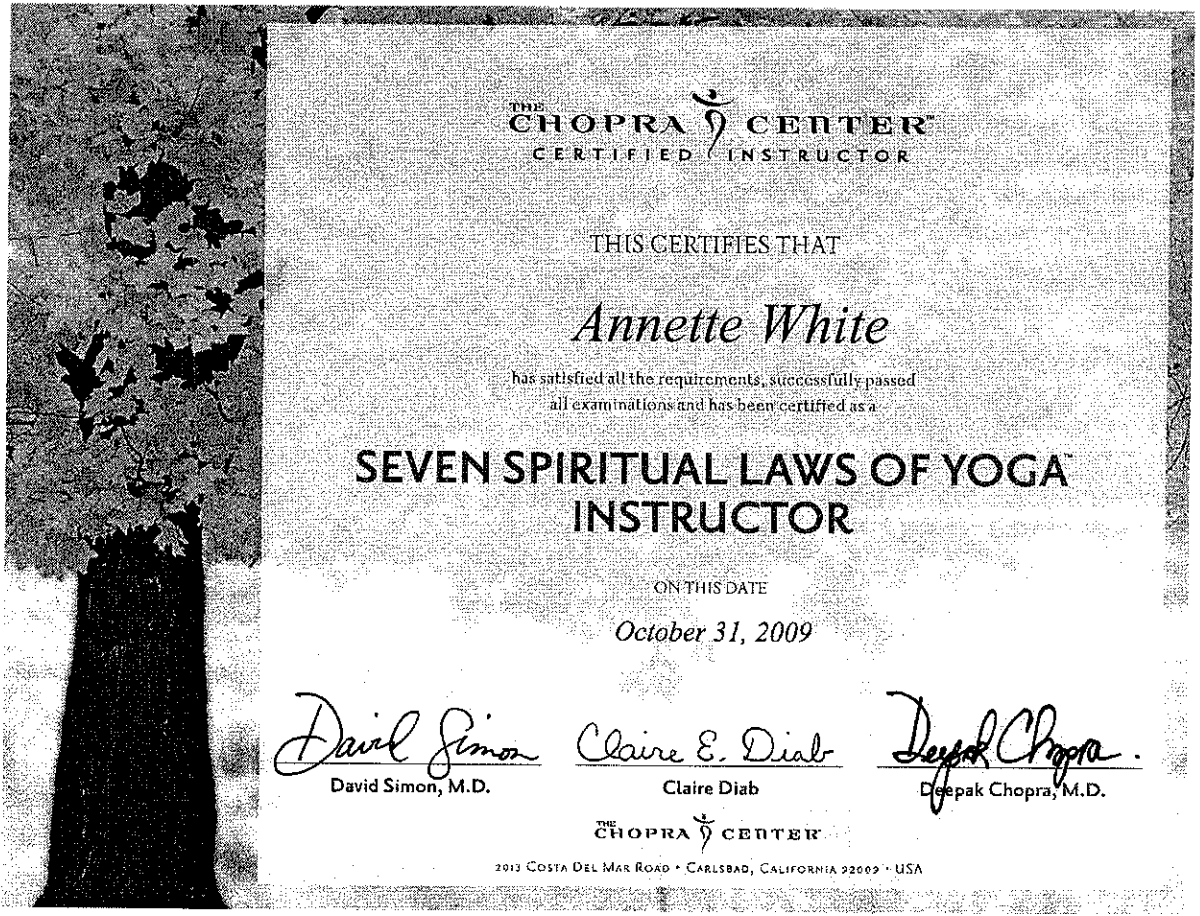 THE
CHOPRA CENTER™
CERTIFIED INSTRUCTOR
THIS CERTIFIES THAT
Annette White
has satisfied all the requirements, successfully passed
all examinations and has been certified as a
SEVEN SPIRITUAL LAWS OF YOGA™
INSTRUCTOR
ON THIS DATE
October 31, 2009
David Simon Claire E. Diab Deepak Chopra
David Simon, M.D. Claire Diab Deepak Chopra, M.D.
THE
CHOPRA CENTER
2013 COSTA DEL MAR ROAD • CARLSBAD, CALIFORNIA 92009 • USA